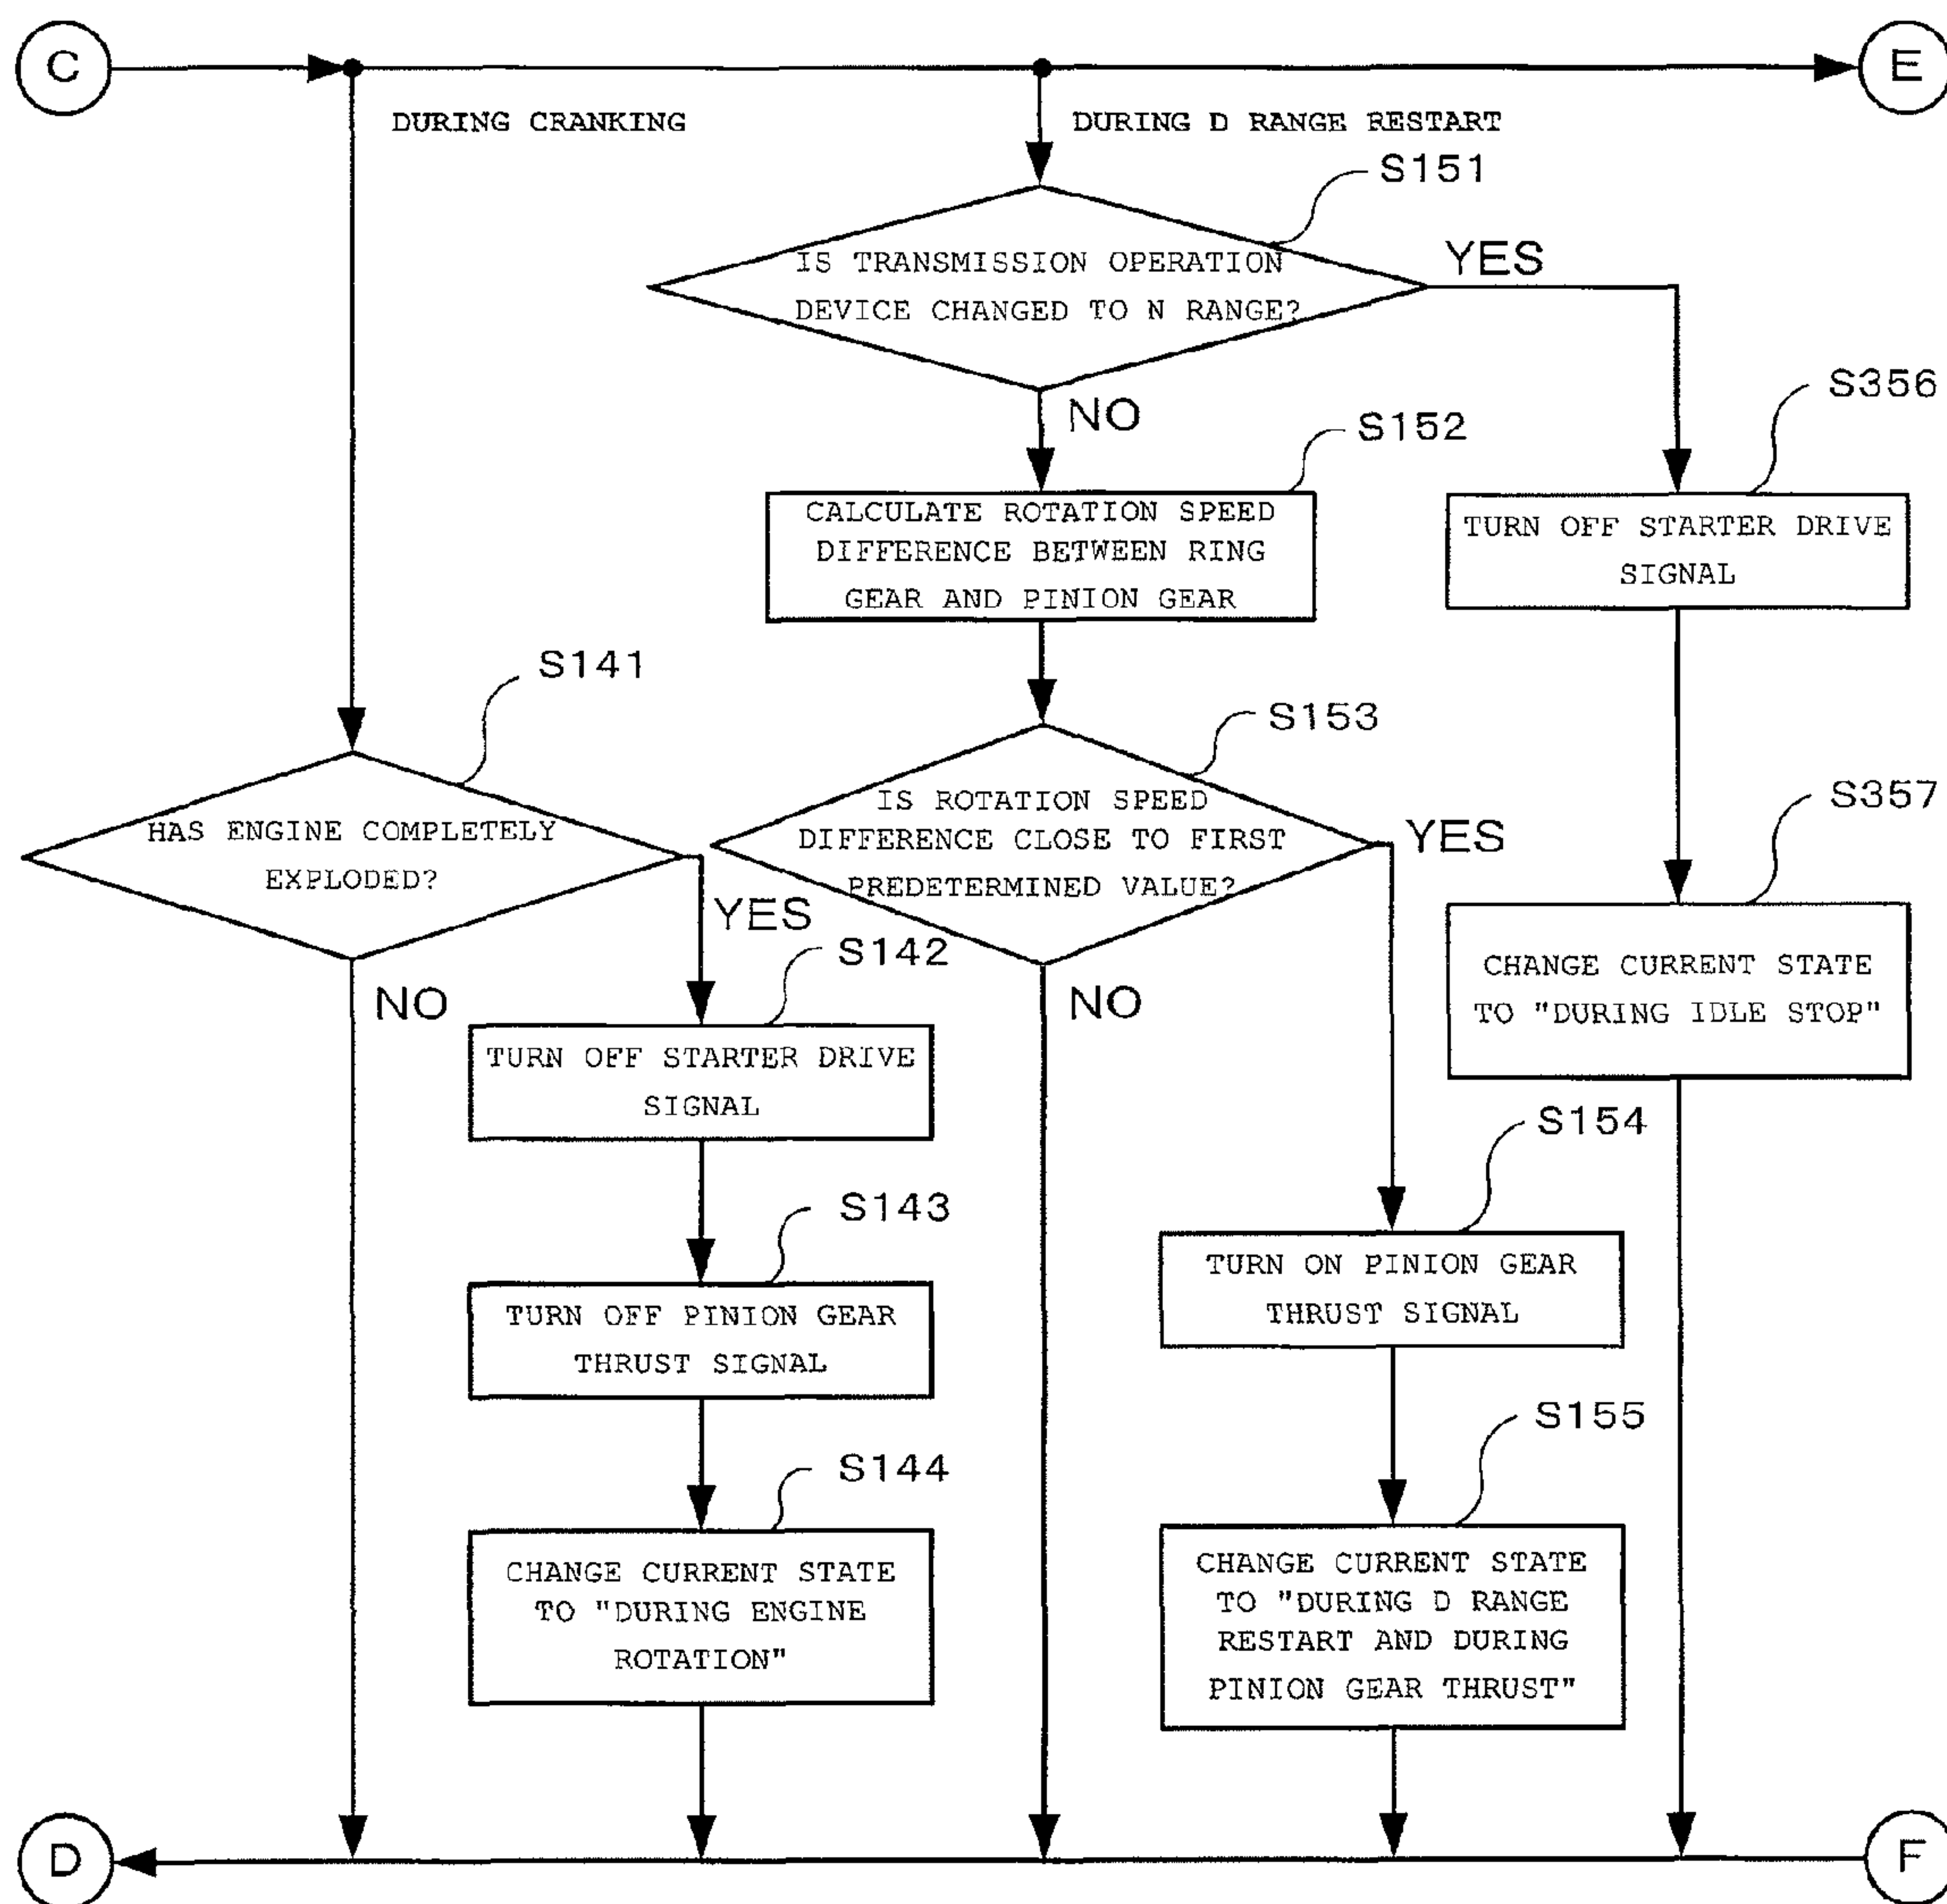 C
E
DURING CRANKING
DURING D RANGE RESTART
S151
IS TRANSMISSION OPERATION
DEVICE CHANGED TO N RANGE?
YES
NO
S356
TURN OFF STARTER DRIVE
SIGNAL
S152
CALCULATE ROTATION SPEED
DIFFERENCE BETWEEN RING
GEAR AND PINION GEAR
S141
HAS ENGINE COMPLETELY
EXPLODED?
YES
NO
S153
IS ROTATION SPEED
DIFFERENCE CLOSE TO FIRST
PREDETERMINED VALUE?
YES
NO
S357
CHANGE CURRENT STATE
TO "DURING IDLE STOP"
S142
TURN OFF STARTER DRIVE
SIGNAL
S143
TURN OFF PINION GEAR
THRUST SIGNAL
S144
CHANGE CURRENT STATE
TO "DURING ENGINE
ROTATION"
S154
TURN ON PINION GEAR
THRUST SIGNAL
S155
CHANGE CURRENT STATE
TO "DURING D RANGE
RESTART AND DURING
PINION GEAR THRUST"
D
F